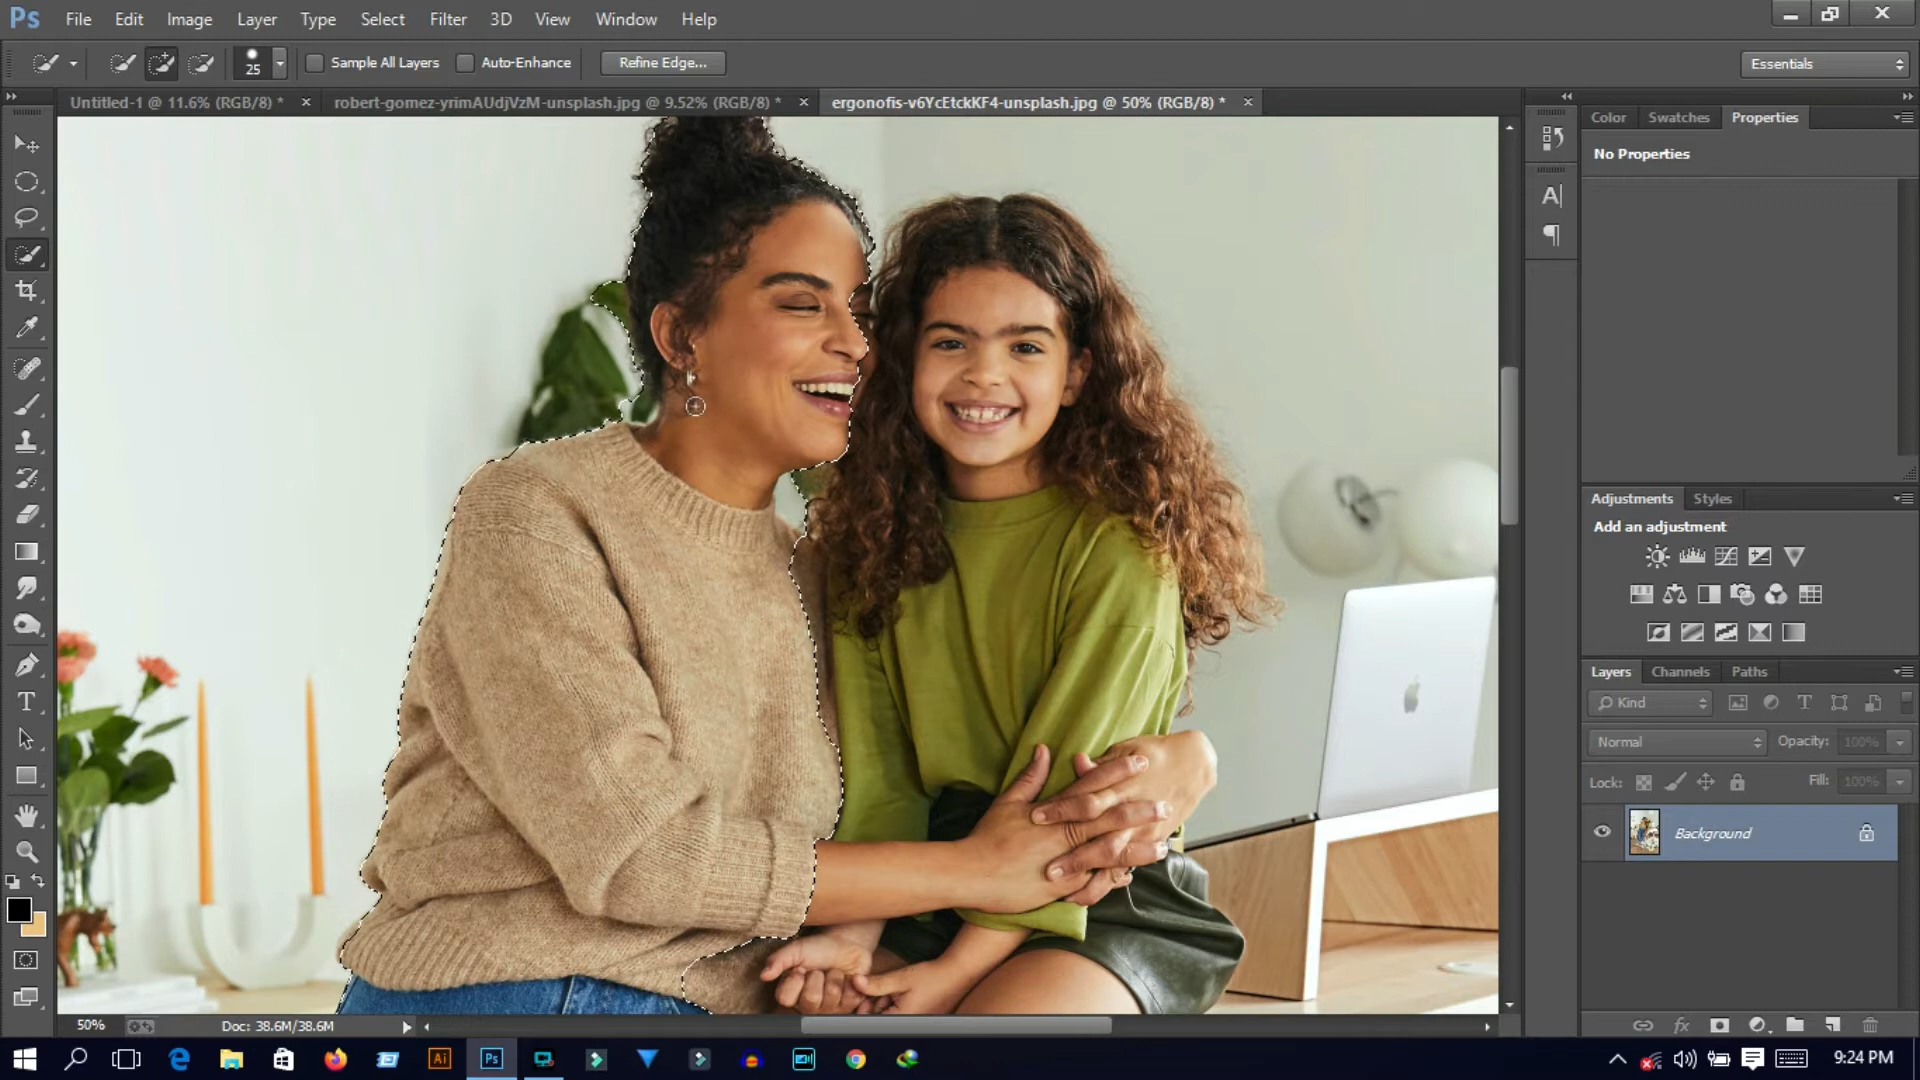 Ps File Edit Image Layer Type Select Filter 3D View Window Help
25 Sample All Layers Auto-Enhance Refine Edge... Essentials
Untitled-1 @ 11.6% (RGB/8) * × robert-gomez-yrimAUdjVzM-unsplash.jpg @ 9.52% (RGB/8) * × ergonofis-v6YcEtckKF4-unsplash.jpg @ 50% (RGB/8) * ×
Color Swatches Properties
No Properties
Adjustments Styles
Add an adjustment
Layers Channels Paths
Kind
Normal Opacity: 100%
Lock: Fill: 100%
Background
50% Doc: 38.6M/38.6M
Ai Ps 9:24 PM